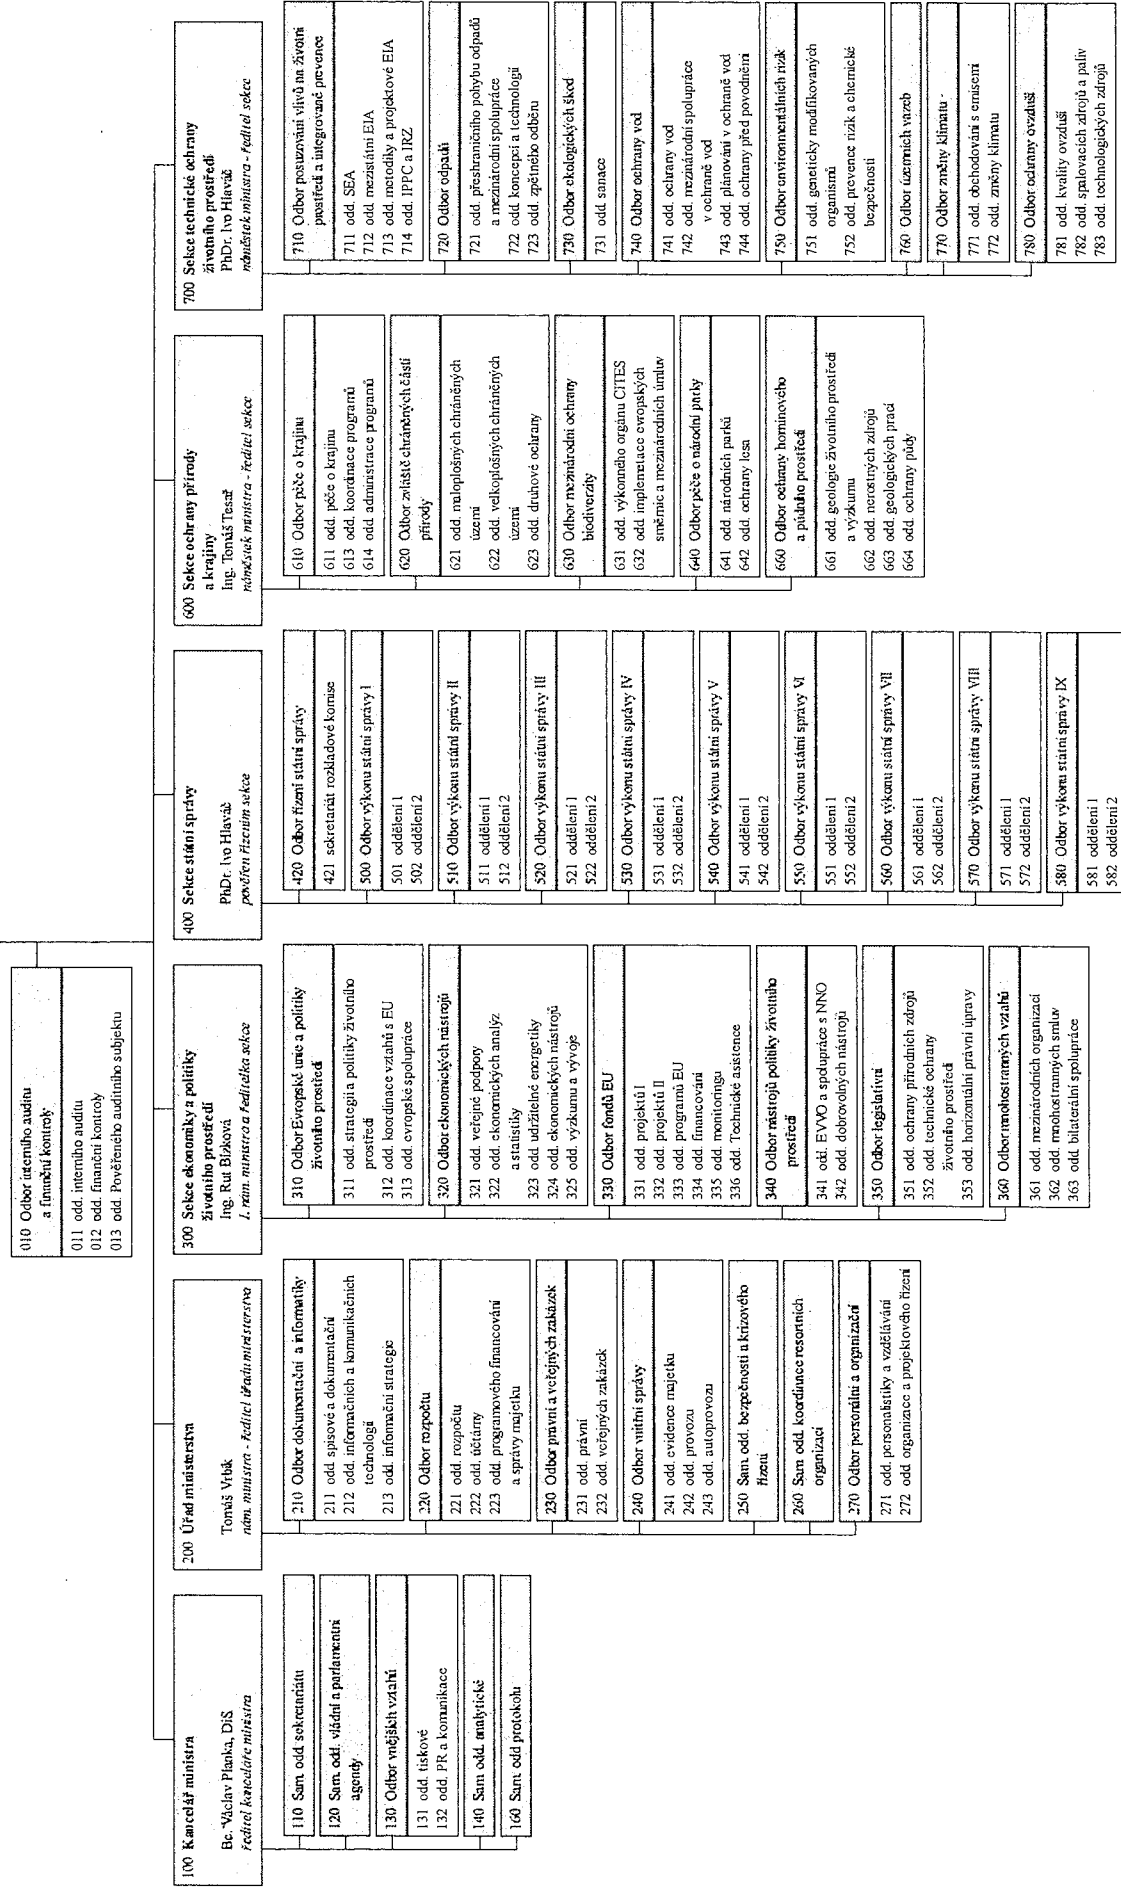 010 Odbor interního auditu
a finanční kontroly
011 odd. interního auditu
012 odd. finanční kontroly
013 odd. Pověřeného auditního subjektu
100 Kancelář ministra
Bc. Václav Planka, DiS.
ředitel kanceláře ministra
110 Sam. odd. sekretariátu
120 Sam. odd. vládní a parlamentní
agendy
130 Odbor vnějších vztahů
131 odd. tiskové
132 odd. PR a komunikace
140 Sam. odd. analytické
160 Sam. odd protokolu
200 Úřad ministerstva
Tomáš Vrbík
nám. ministra - ředitel úřadu ministerstva
210 Odbor dokumentační a informatiky
211 odd. spisové a dokumentační
212 odd. informačních a komunikačních
technologií
213 odd. informační strategie
220 Odbor rozpočtu
221 odd. rozpočtu
222 odd. účtárny
223 odd. programového financování
a správy majetku
230 Odbor právní a veřejných zakázek
231 odd. právní
232 odd. veřejných zakázek
240 Odbor vnitřní správy
241 odd. evidence majetku
242 odd. provozu
243 odd. autoprovozu
250 Sam. odd. bezpečnosti a krizového
řízení
260 Sam. odd. koordinace resortních
organizací
270 Odbor personální a organizační
271 odd. personalistiky a vzdělávání
272 odd. organizace a projektového řízení
300 Sekce ekonomiky a politiky
životního prostředí
Ing. Rut Bízková
1. nám. ministra a ředitelka sekce
310 Odbor Evropské unie a politiky
životního prostředí
311 odd. strategií a politiky životního
prostředí
312 odd. koordinace vztahů s EU
313 odd. evropské spolupráce
320 Odbor ekonomických nástrojů
321 odd. veřejné podpory
322 odd. ekonomických analýz
a statistiky
323 odd. udržitelné energetiky
324 odd. ekonomických nástrojů
325 odd. výzkumu a vývoje
330 Odbor fondů EU
331 odd. projektů I
332 odd. projektů II
333 odd. programů EU
334 odd. financování
335 odd. monitoringu
336 odd. Technické asistence
340 Odbor nástrojů politiky životního
prostředí
341 odd. EVVO a spolupráce s NNO
342 odd. dobrovolných nástrojů
350 Odbor legislativní
351 odd. ochrany přírodních zdrojů
352 odd. technické ochrany
životního prostředí
353 odd. horizontální právní úpravy
360 Odbor mnohostranných vztahů
361 odd. mezinárodních organizací
362 odd. mnohostranných smluv
363 odd. bilaterální spolupráce
400 Sekce státní správy
PhDr. Ivo Hlaváč
pověřen řízením sekce
420 Odbor řízení státní správy
421 sekretariát rozkladové komise
500 Odbor výkonu státní správy I
501 oddělení 1
502 oddělení 2
510 Odbor výkonu státní správy II
511 oddělení 1
512 oddělení 2
520 Odbor výkonu státní správy III
521 oddělení 1
522 oddělení 2
530 Odbor výkonu státní správy IV
531 oddělení 1
532 oddělení 2
540 Odbor výkonu státní správy V
541 oddělení 1
542 oddělení 2
550 Odbor výkonu státní správy VI
551 oddělení 1
552 oddělení 2
560 Odbor výkonu státní správy VII
561 oddělení 1
562 oddělení 2
570 Odbor výkonu státní správy VIII
571 oddělení 1
572 oddělení 2
580 Odbor výkonu státní správy IX
581 oddělení 1
582 oddělení 2
600 Sekce ochrany přírody
a krajiny
Ing. Tomáš Tesař
náměstek ministra - ředitel sekce
610 Odbor péče o krajinu
611 odd. péče o krajinu
613 odd. koordinace programů
614 odd. administrace programů
620 Odbor zvláště chráněných částí
přírody
621 odd. maloplošných chráněných
území
622 odd. velkoplošných chráněných
území
623 odd. druhové ochrany
630 Odbor mezinárodní ochrany
biodiverzity
631 odd. výkonného orgánu CITES
632 odd. implemetace evropských
směrnic a mezinárodních úmluv
640 Odbor péče o národní parky
641 odd. národních parků
642 odd. ochrany lesa
660 Odbor ochrany horninového
a půdního prostředí
661 odd. geologie životního prostředí
a výzkumu
662 odd. nerostných zdrojů
663 odd. geologických prací
664 odd. ochrany půdy
700 Sekce technické ochrany
životního prostředí
PhDr. Ivo Hlaváč
náměstek ministra - ředitel sekce
710 Odbor posuzování vlivů na životní
prostředí a integrované prevence
711 odd. SEA
712 odd. mezistátní EIA
713 odd. metodiky a projektové EIA
714 odd. IPPC a IRZ
720 Odbor odpadů
721 odd. přeshraničního pohybu odpadů
a mezinárodní spolupráce
722 odd. koncepcí a technologií
723 odd. zpětného odběru
730 Odbor ekologických škod
731 odd. sanace
740 Odbor ochrany vod
741 odd. ochrany vod
742 odd. mezinárodní spolupráce
v ochraně vod
743 odd. plánování v ochraně vod
744 odd. ochrany před povodněmi
750 Odbor environmentálních rizik
751 odd. geneticky modifikovaných
organismů
752 odd. prevence rizik a chemické
bezpečnosti
760 Odbor územních vazeb
770 Odbor změny klimatu
771 odd. obchodování s emisemi
772 odd. změny klimatu
780 Odbor ochrany ovzduší
781 odd. kvality ovzduší
782 odd. spalovacích zdrojů a paliv
783 odd. technologických zdrojů